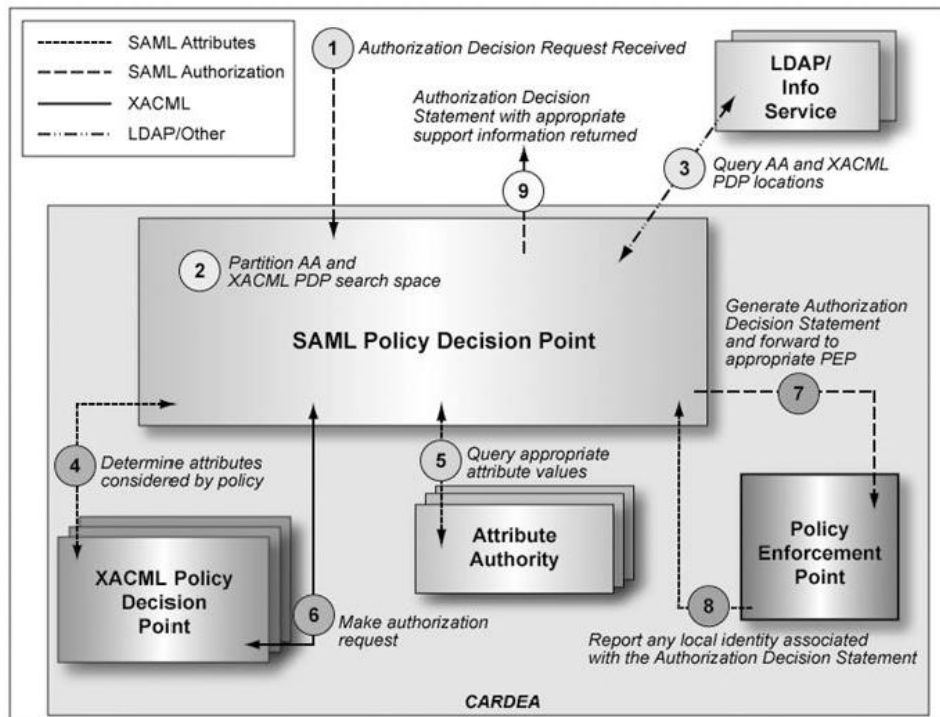 SAML Attributes
SAML Authorization
XACML
LDAP/Other
1
Authorization Decision Request Received
LDAP/
Info
Service
Authorization Decision
Statement with appropriate
support information returned
3
Query AA and XACML
PDP locations
9
2
Partition AA and
XACML PDP search space
SAML Policy Decision Point
Generate Authorization
Decision Statement
and forward to
appropriate PEP
7
4
Determine attributes
considered by policy
5
Query appropriate
attribute values
XACML Policy
Decision
Point
Attribute
Authority
Policy
Enforcement
Point
6
Make authorization
request
8
Report any local identity associated
with the Authorization Decision Statement
CARDEA